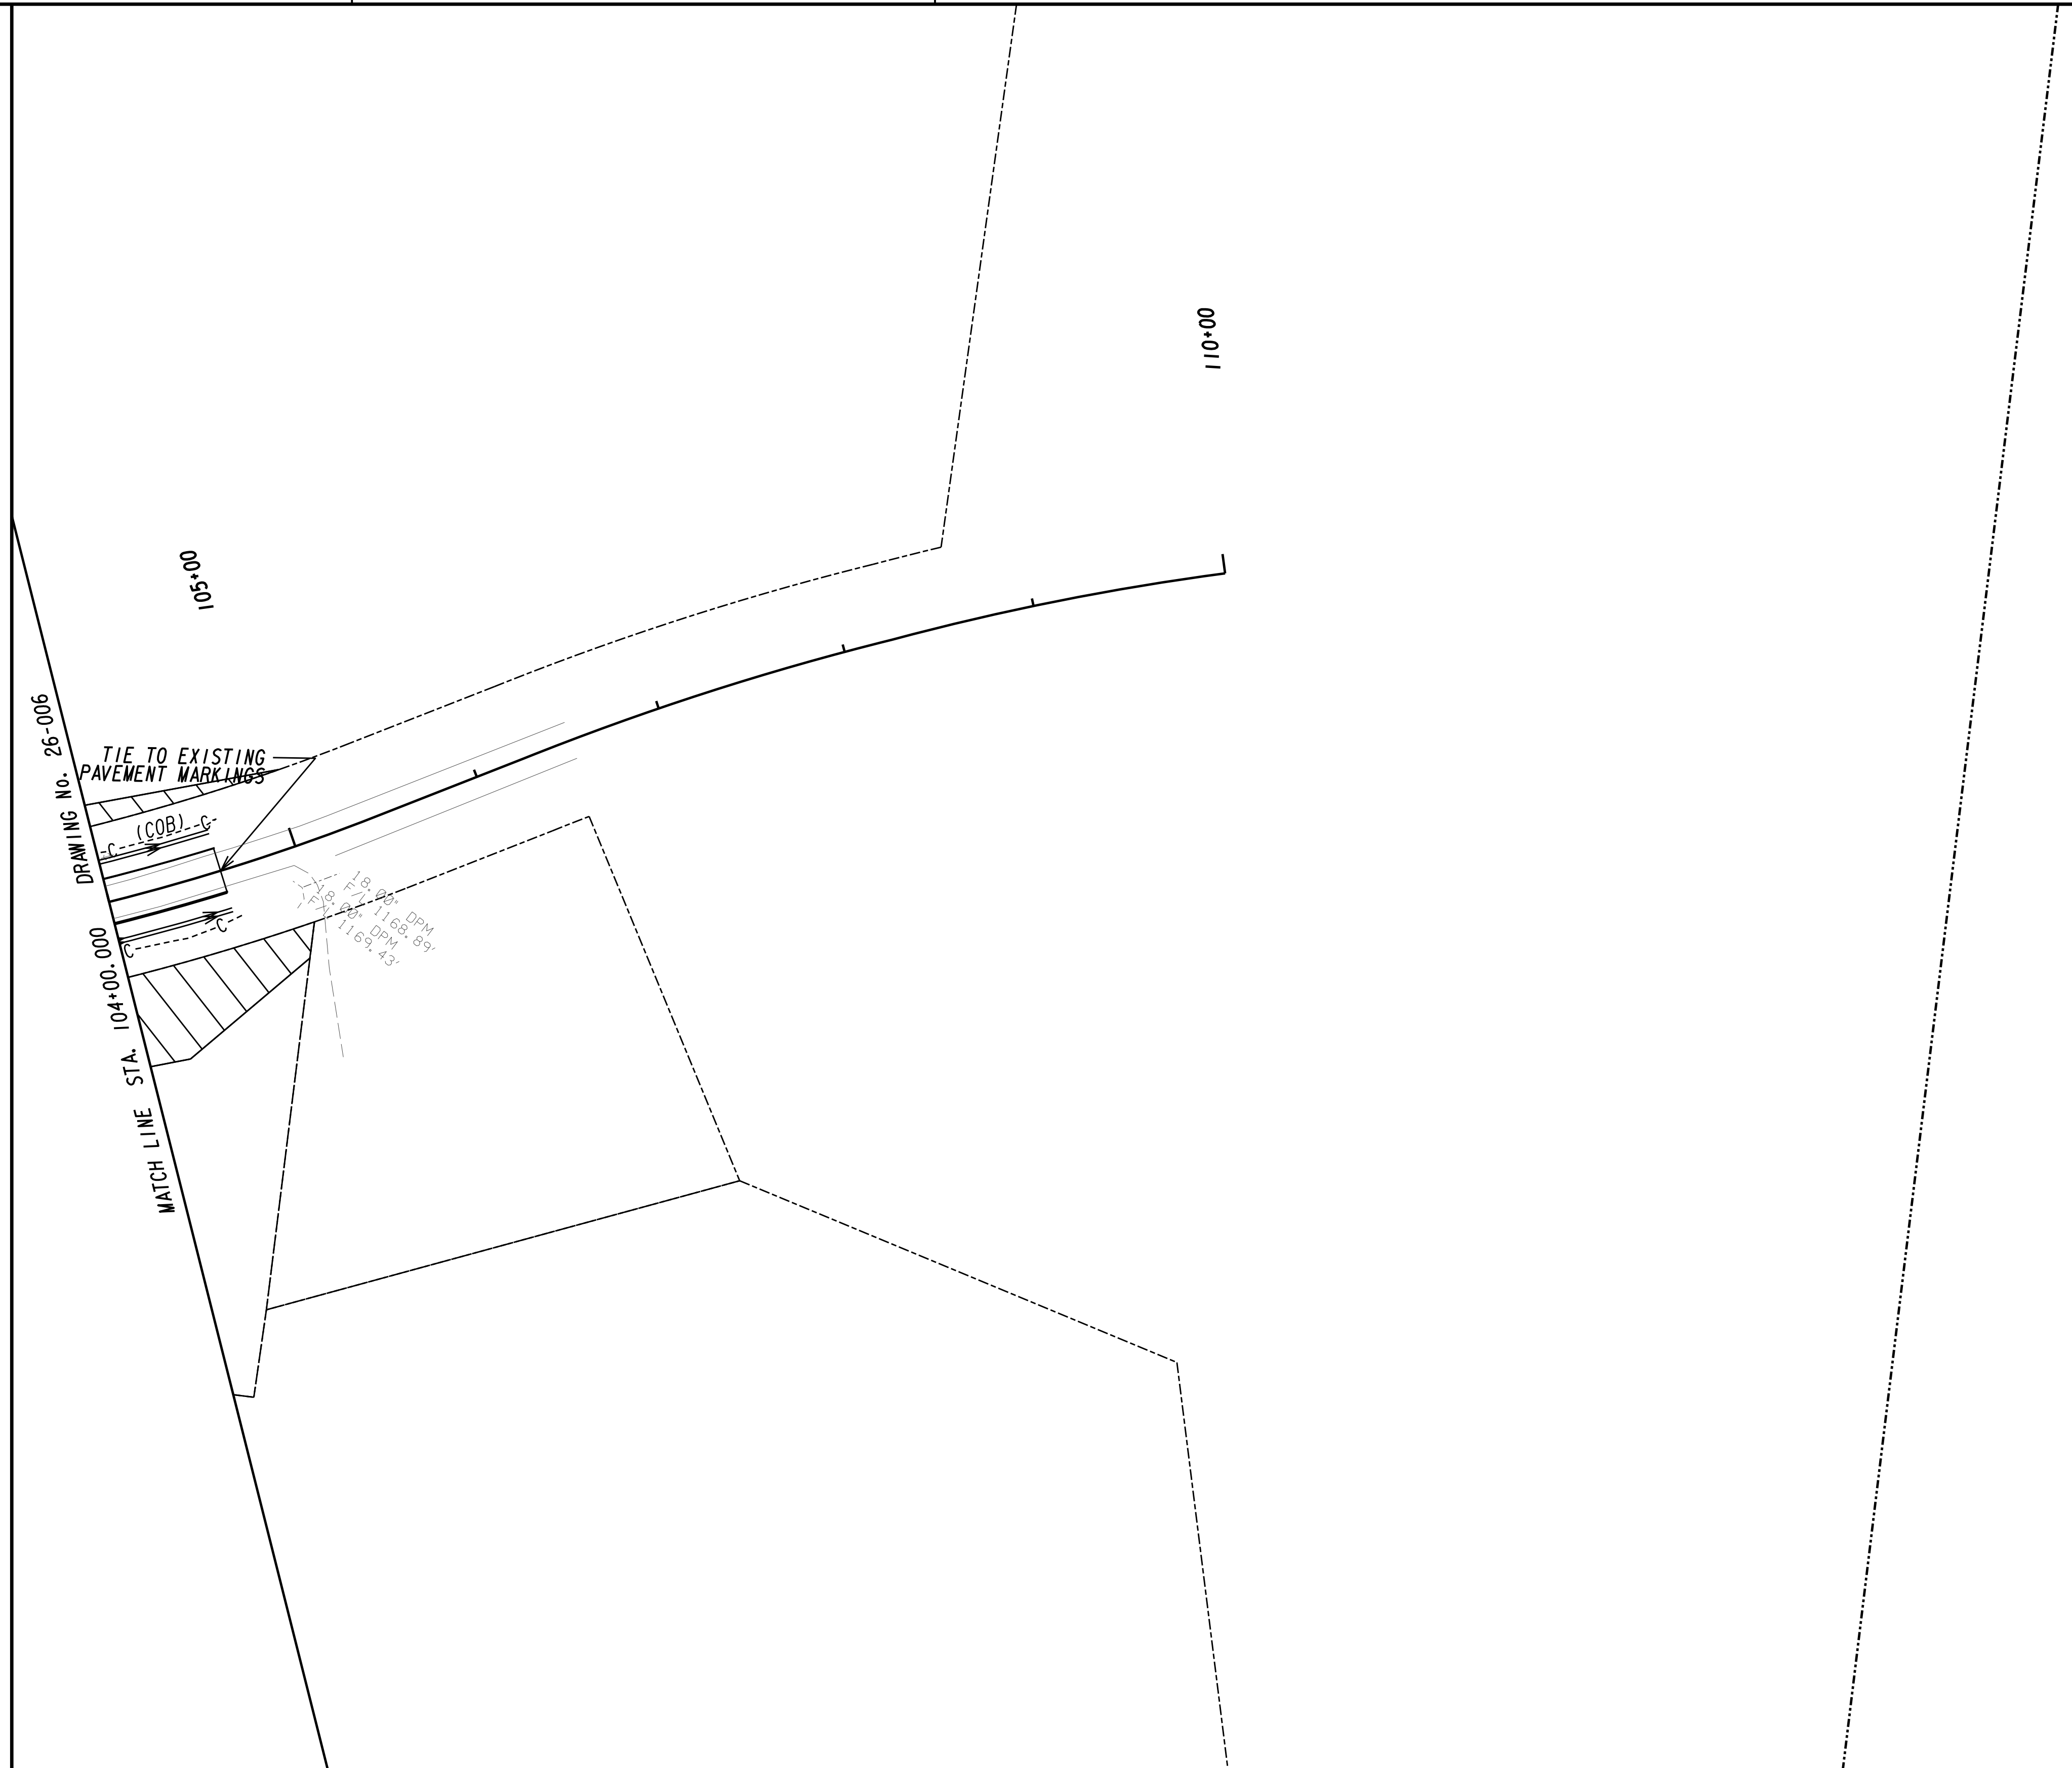 110+00
105+00
TIE TO EXISTING
PAVEMENT MARKINGS
(COB)
C
C
C
C
18.00" DPM
F/L 1168.89'
18.00" DPM
F/L 1169.43'
MATCH LINE STA. 104+00.000 DRAWING No. 26-006